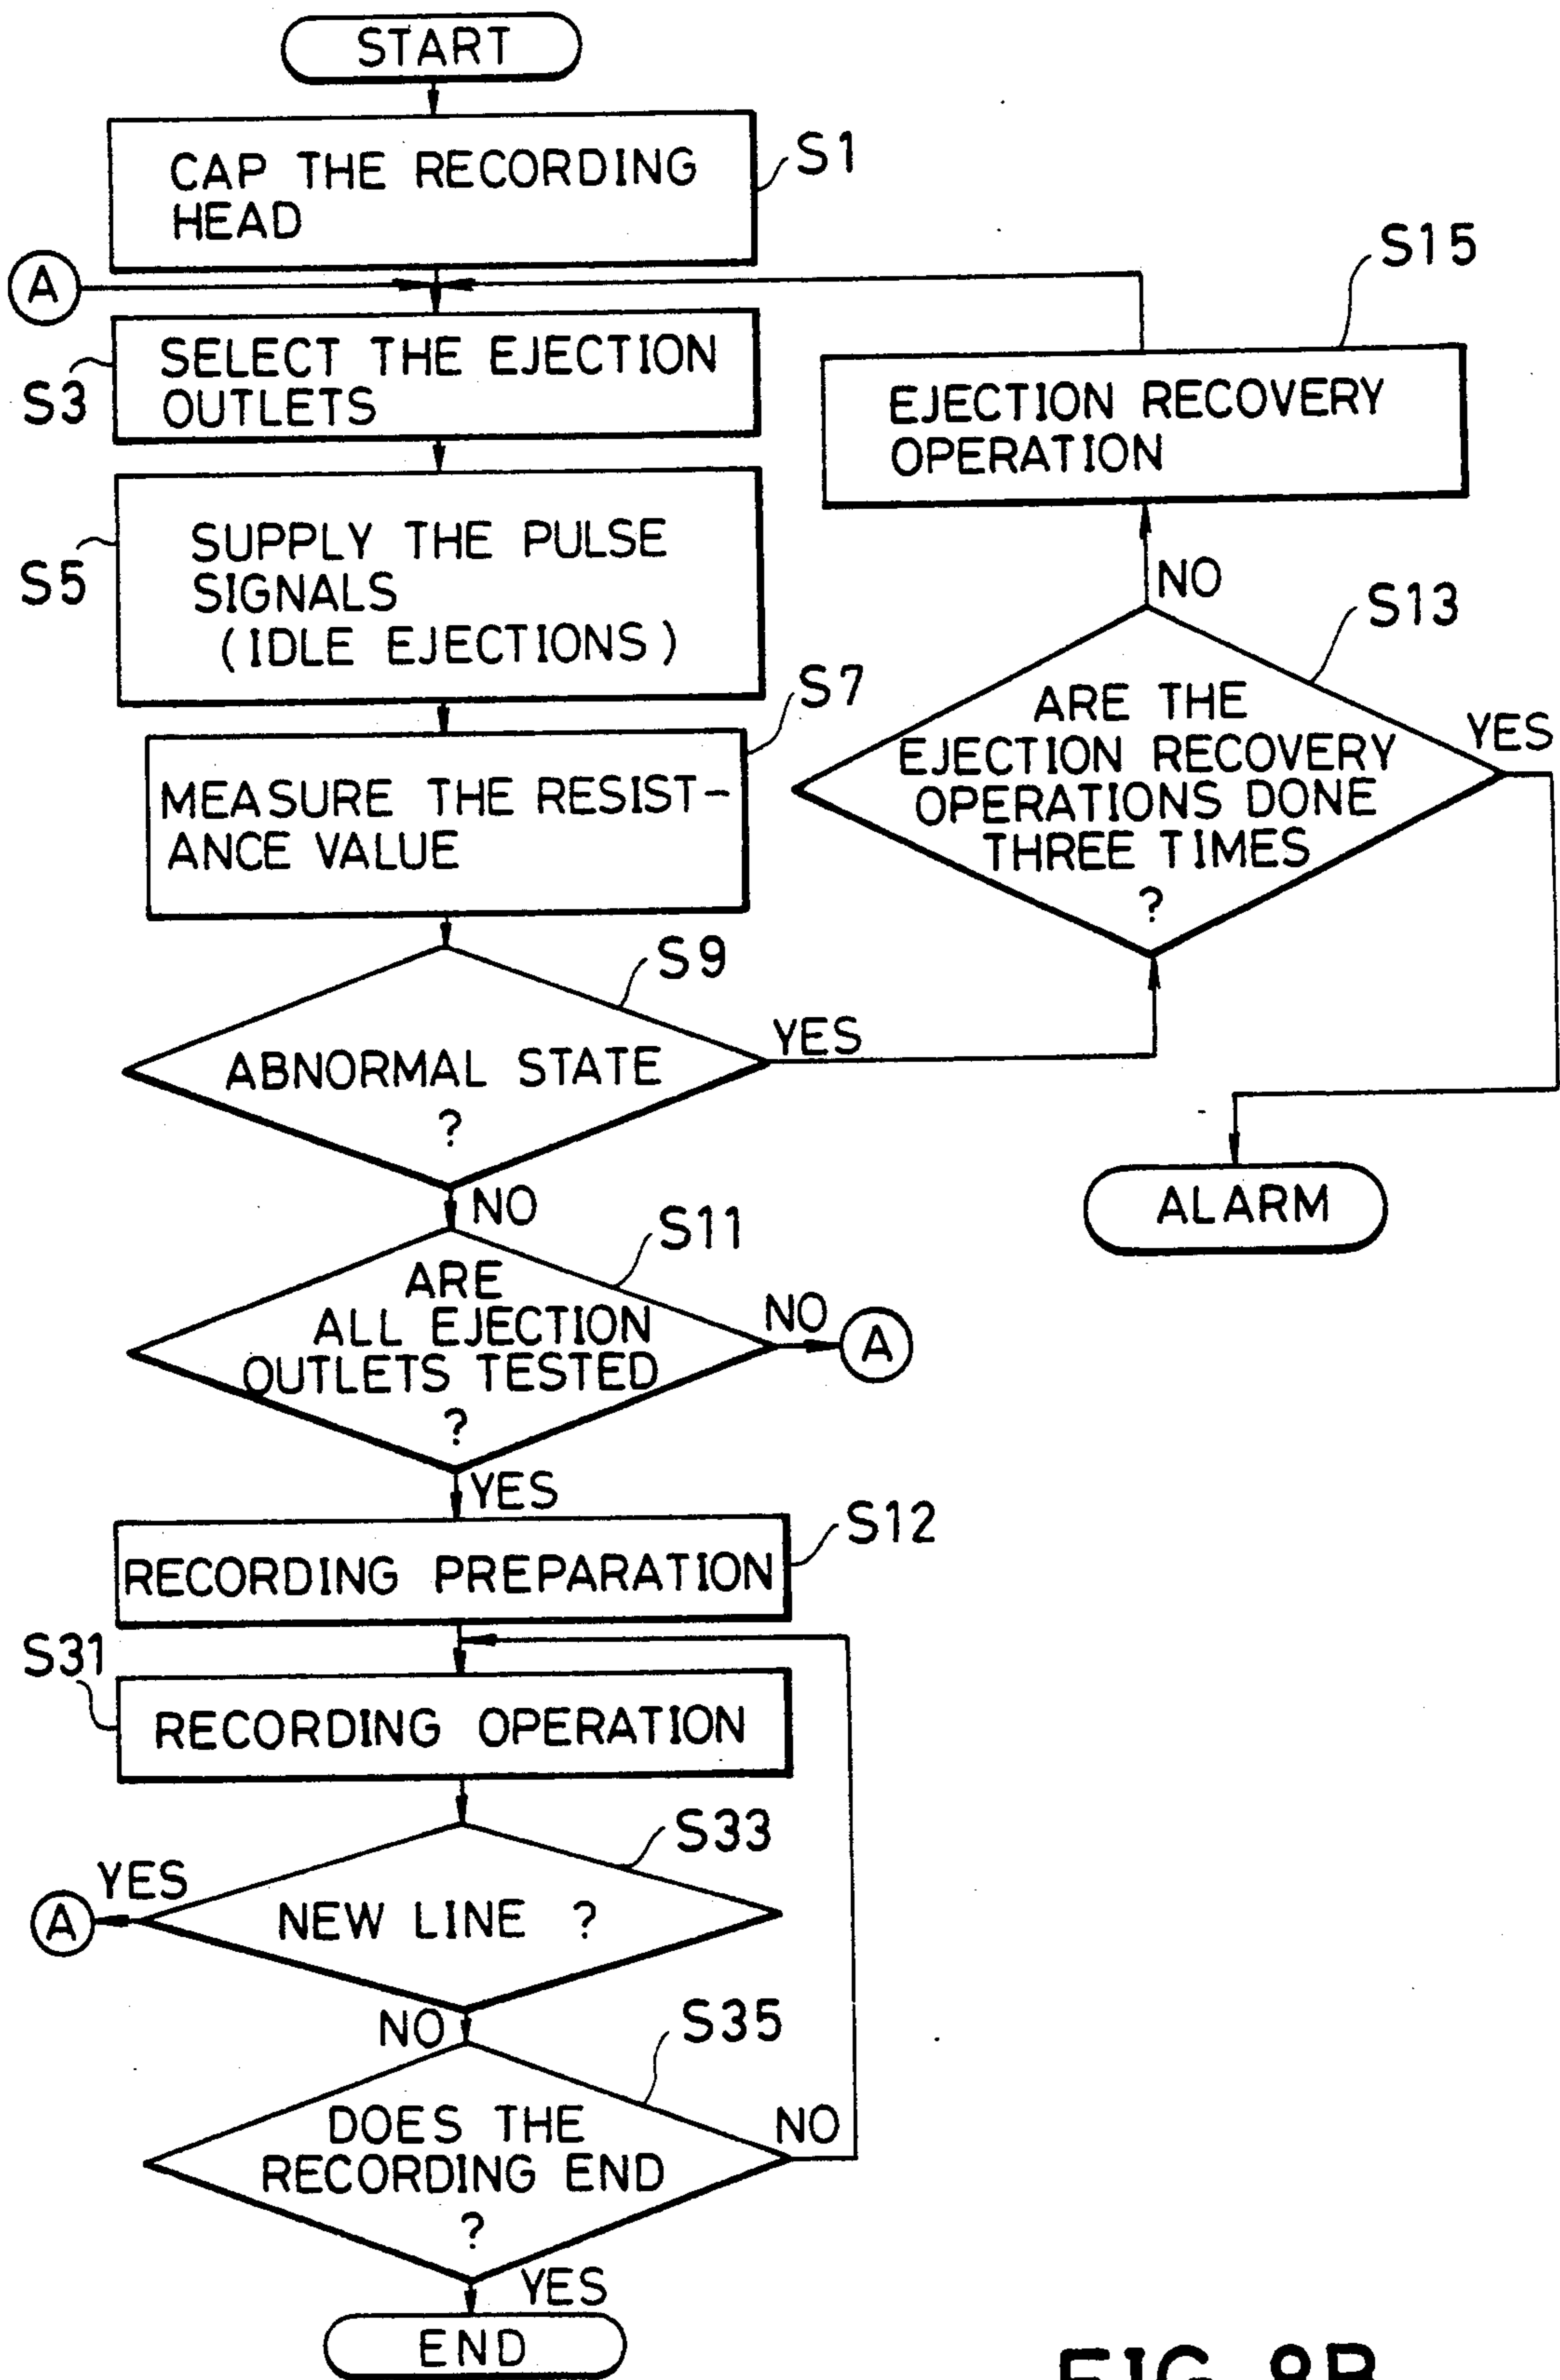 START
CAP THE RECORDING
HEAD
S1
A
S15
SELECT THE EJECTION
OUTLETS
S3
EJECTION RECOVERY
OPERATION
SUPPLY THE PULSE
SIGNALS
(IDLE EJECTIONS)
S5
NO
S13
S7
MEASURE THE RESIST-
ANCE VALUE
ARE THE
EJECTION RECOVERY
OPERATIONS DONE
THREE TIMES
?
YES
S9
ABNORMAL STATE
?
YES
NO
ALARM
S11
ARE
ALL EJECTION
OUTLETS TESTED
?
NO
A
YES
S12
RECORDING PREPARATION
S31
RECORDING OPERATION
S33
YES
A
NEW LINE ?
NO
S35
DOES THE
RECORDING END
?
NO
YES
END
FIG. 8B